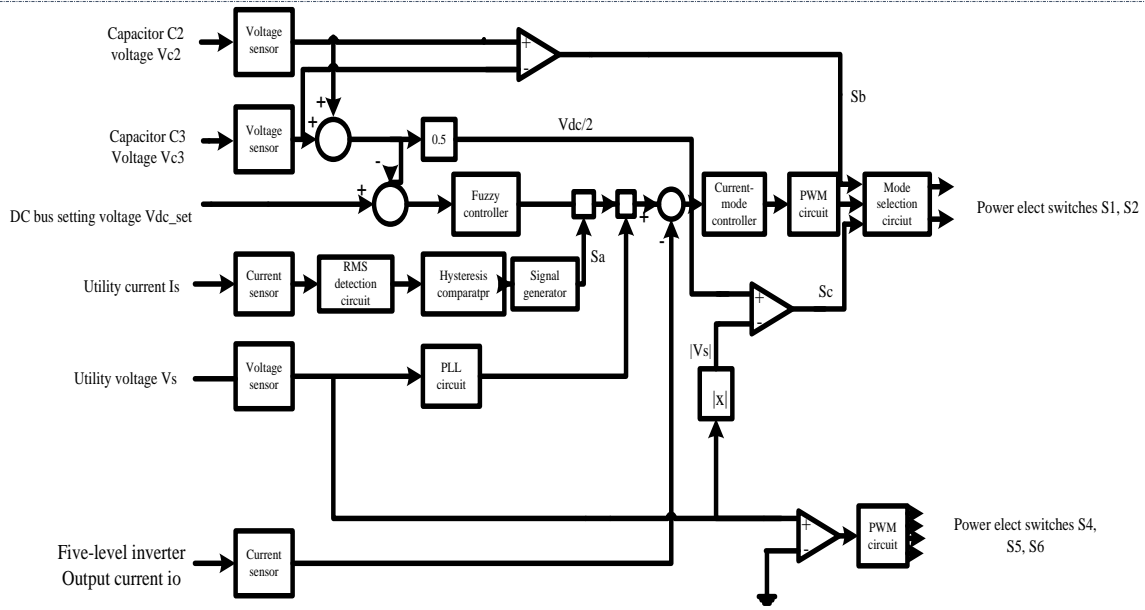 Capacitor C2
voltage Vc2
Voltage
sensor
+
-
Sb
Capacitor C3
Voltage Vc3
Voltage
sensor
+
+
0.5
Vdc/2
-
+
DC bus setting voltage Vdc_set
Fuzzy
controller
+
-
Current-
mode
controller
PWM
circuit
Mode
selection
circiut
Power elect switches S1, S2
Sa
Utility current Is
Current
sensor
RMS
detection
circuit
Hysteresis
comparatpr
Signal
generator
+
-
Sc
|Vs|
Utility voltage Vs
Voltage
sensor
PLL
circuit
|x|
+
-
PWM
circuit
Power elect switches S4,
S5, S6
Five-level inverter
Output current io
Current
sensor